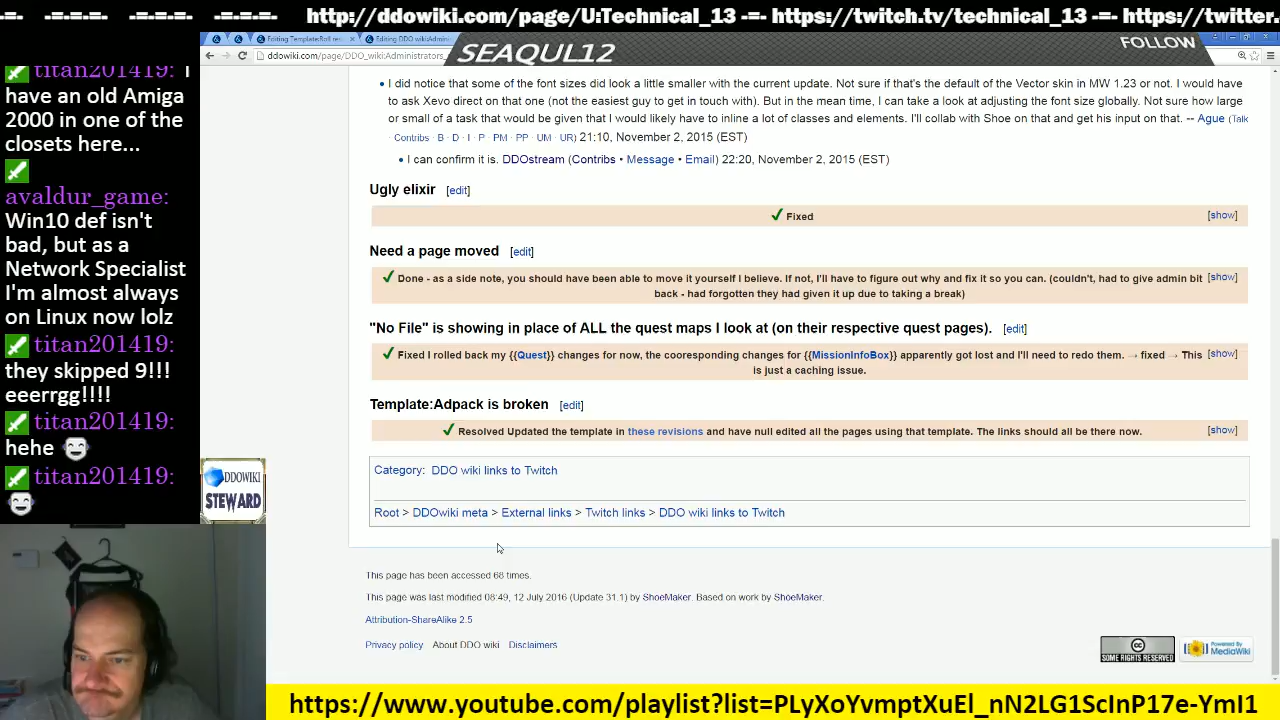 -=- -=-=-=- -=-=-=- -=-=-=- http://ddowiki.com/page/U:Technical_13 -=- https://twitch.tv/technical_13 -=- https://twitter.
SEAQUL12
FOLLOW
ddowiki.com/page/DDO_wiki:Administrators_
titan201419: I
have an old Amiga
2000 in one of the
closets here...
avaldur_game:
Win10 def isn't
bad, but as a
Network Specialist
I'm almost always
on Linux now lolz
titan201419:
they skipped 9!!!
eeerrgg!!!!
titan201419:
hehe
titan201419:
DDOWIKI
STEWARD
I did notice that some of the font sizes did look a little smaller with the current update. Not sure if that's the default of the Vector skin in MW 1.23 or not. I would have
to ask Xevo direct on that one (not the easiest guy to get in touch with). But in the mean time, I can take a look at adjusting the font size globally. Not sure how large
or small of a task that would be given that I would likely have to inline a lot of classes and elements. I'll collab with Shoe on that and get his input on that. -- Ague (Talk
· Contribs · B · D · I · P · PM · PP · UM · UR) 21:10, November 2, 2015 (EST)
I can confirm it is. DDOstream (Contribs • Message • Email) 22:20, November 2, 2015 (EST)
Ugly elixir [edit]
Fixed [show]
Need a page moved [edit]
Done - as a side note, you should have been able to move it yourself I believe. If not, I'll have to figure out why and fix it so you can. (couldn't, had to give admin bit [show]
back - had forgotten they had given it up due to taking a break)
"No File" is showing in place of ALL the quest maps I look at (on their respective quest pages). [edit]
Fixed I rolled back my {{Quest}} changes for now, the cooresponding changes for {{MissionInfoBox}} apparently got lost and I'll need to redo them. → fixed → This [show]
is just a caching issue.
Template:Adpack is broken [edit]
Resolved Updated the template in these revisions and have null edited all the pages using that template. The links should all be there now. [show]
Category: DDO wiki links to Twitch
Root > DDOwiki meta > External links > Twitch links > DDO wiki links to Twitch
This page has been accessed 68 times.
This page was last modified 08:49, 12 July 2016 (Update 31.1) by ShoeMaker. Based on work by ShoeMaker.
Attribution-ShareAlike 2.5
Privacy policy About DDO wiki Disclaimers
SOME RIGHTS RESERVED
Powered By
MediaWiki
https://www.youtube.com/playlist?list=PLyXoYvmptXuEl_nN2LG1ScInP17e-YmI1